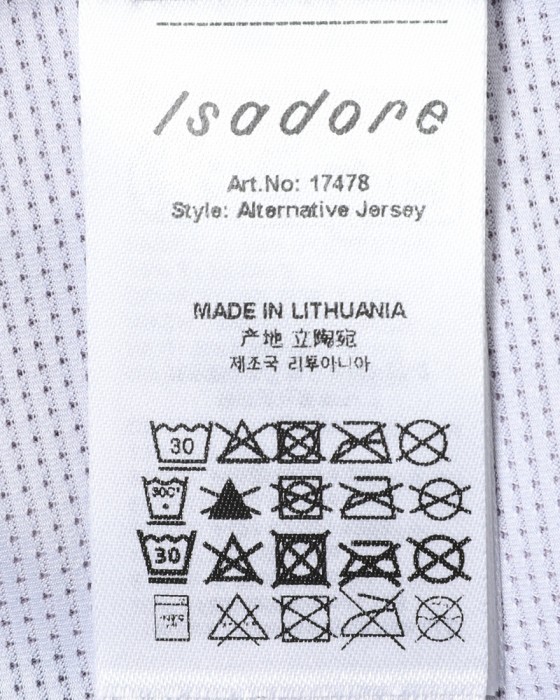 Isadore
Art.No: 17478
Style: Alternative Jersey
MADE IN LITHUANIA
产地 立陶宛
제조국 리투아니아
30
30C°
30